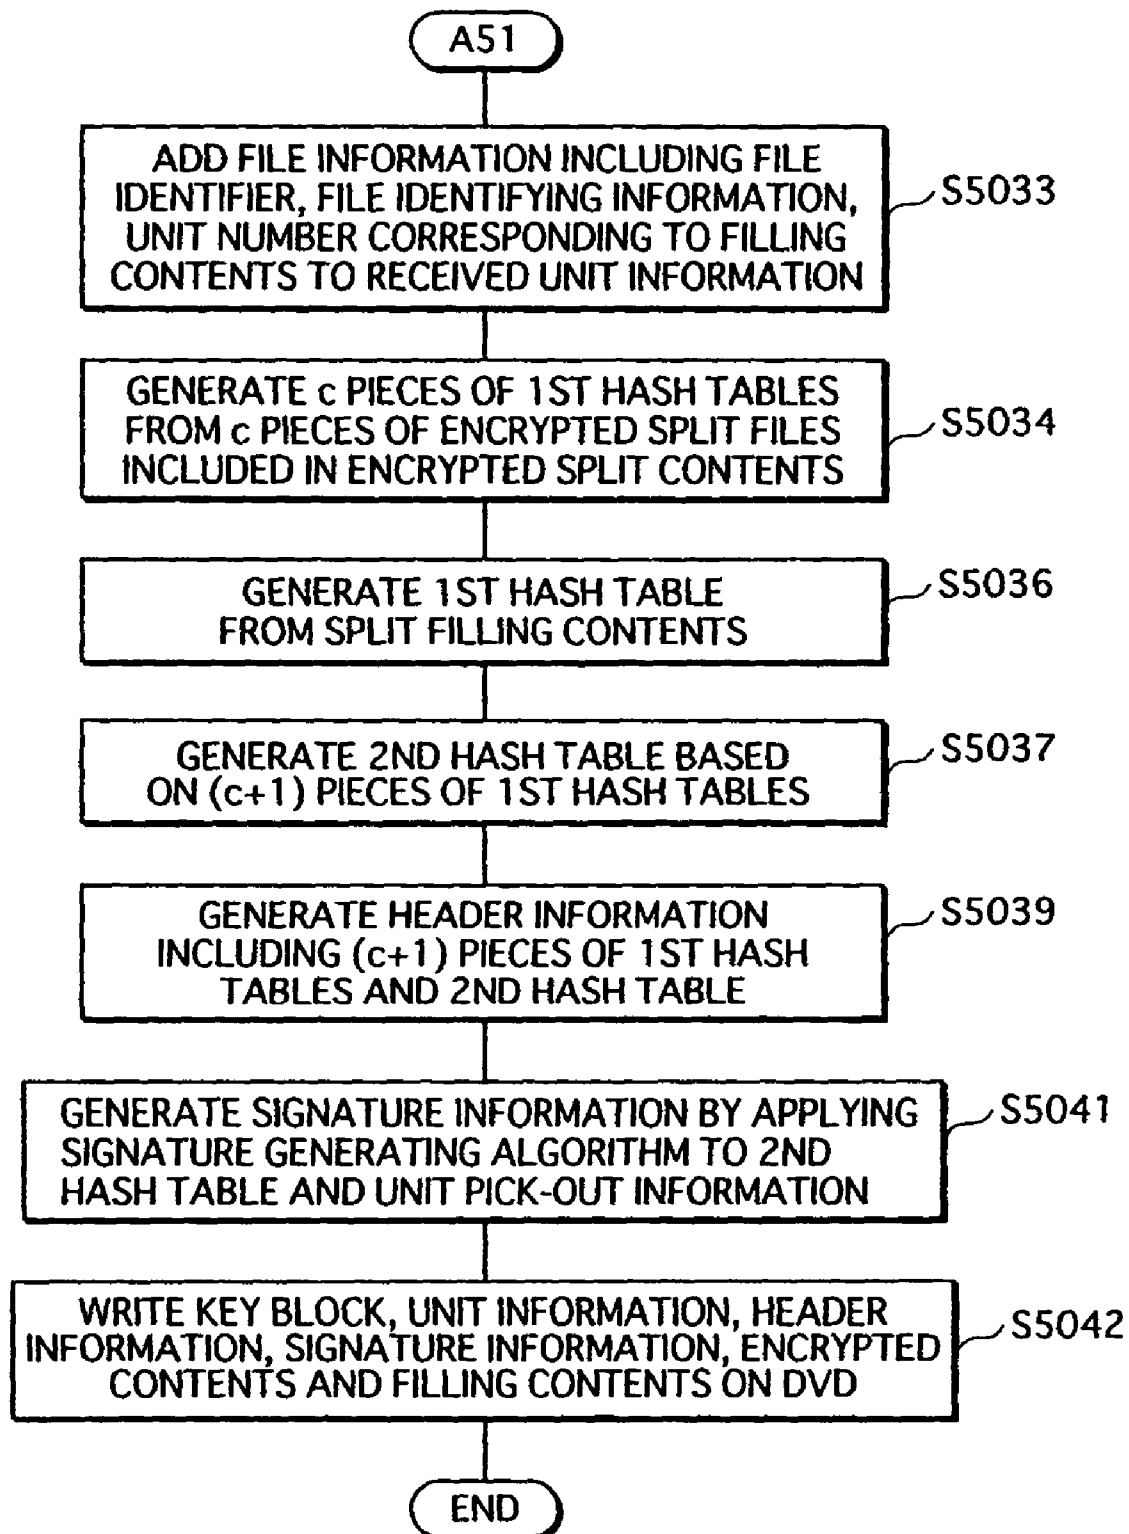 A51
ADD FILE INFORMATION INCLUDING FILE
IDENTIFIER, FILE IDENTIFYING INFORMATION,
UNIT NUMBER CORRESPONDING TO FILLING
CONTENTS TO RECEIVED UNIT INFORMATION
S5033
GENERATE c PIECES OF 1ST HASH TABLES
FROM c PIECES OF ENCRYPTED SPLIT FILES
INCLUDED IN ENCRYPTED SPLIT CONTENTS
S5034
GENERATE 1ST HASH TABLE
FROM SPLIT FILLING CONTENTS
S5036
GENERATE 2ND HASH TABLE BASED
ON (c+1) PIECES OF 1ST HASH TABLES
S5037
GENERATE HEADER INFORMATION
INCLUDING (c+1) PIECES OF 1ST HASH
TABLES AND 2ND HASH TABLE
S5039
GENERATE SIGNATURE INFORMATION BY APPLYING
SIGNATURE GENERATING ALGORITHM TO 2ND
HASH TABLE AND UNIT PICK-OUT INFORMATION
S5041
WRITE KEY BLOCK, UNIT INFORMATION, HEADER
INFORMATION, SIGNATURE INFORMATION, ENCRYPTED
CONTENTS AND FILLING CONTENTS ON DVD
S5042
END